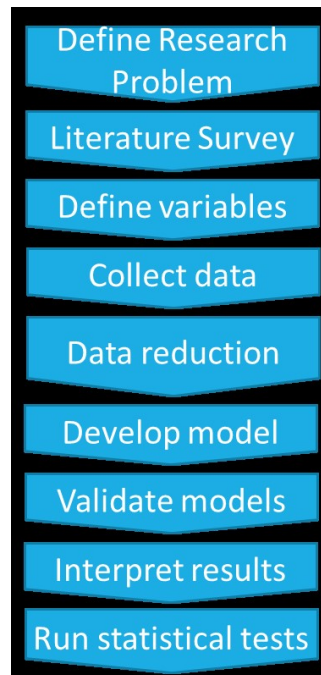 Define Research
Problem
Literature Survey
Define variables
Collect data
Data reduction
Develop model
Validate models
Interpret results
Run statistical tests